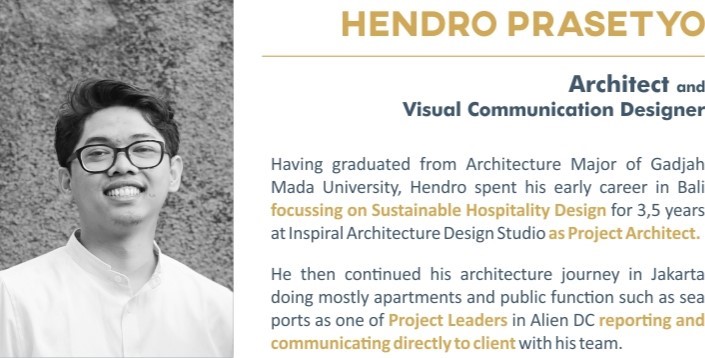 HENDRO PRASETYO
Architect and
Visual Communication Designer
Having graduated from Architecture Major of Gadjah
Mada University, Hendro spent his early career in Bali
focussing on Sustainable Hospitality Design for 3,5 years
at Inspiral Architecture Design Studio as Project Architect.
He then continued his architecture journey in Jakarta
doing mostly apartments and public function such as sea
ports as one of Project Leaders in Alien DC reporting and
communicating directly to client with his team.